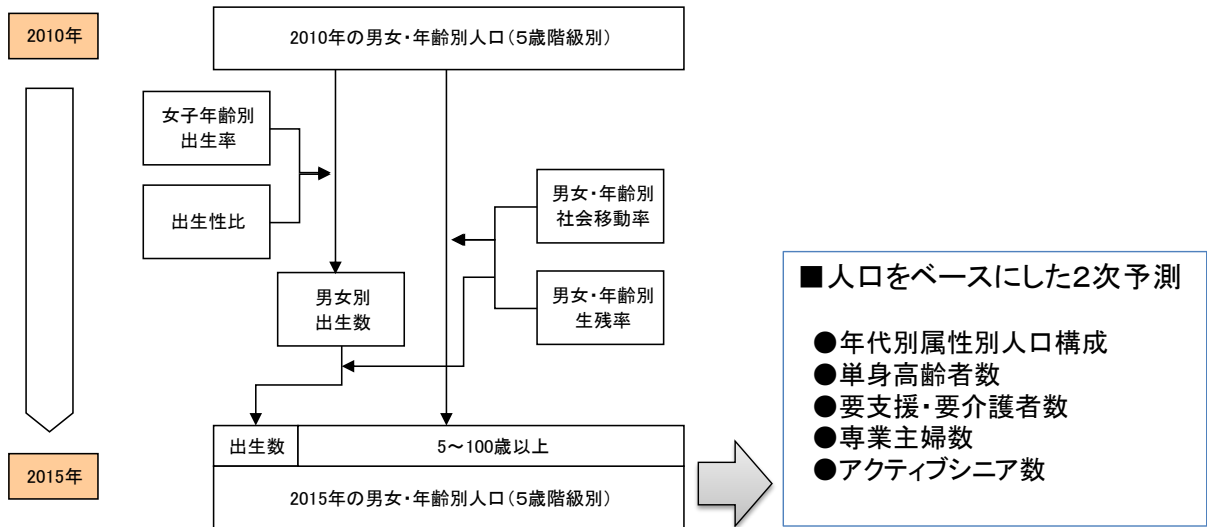 2010年
2010年の男女・年齢別人口(5歳階級別)
女子年齢別
出生率
出生性比
男女・年齢別
社会移動率
男女・年齢別
生残率
男女別
出生数
出生数
5～100歳以上
2015年
2015年の男女・年齢別人口(5歳階級別)
■人口をベースにした2次予測
●年代別属性別人口構成
●単身高齢者数
●要支援・要介護者数
●専業主婦数
●アクティブシニア数